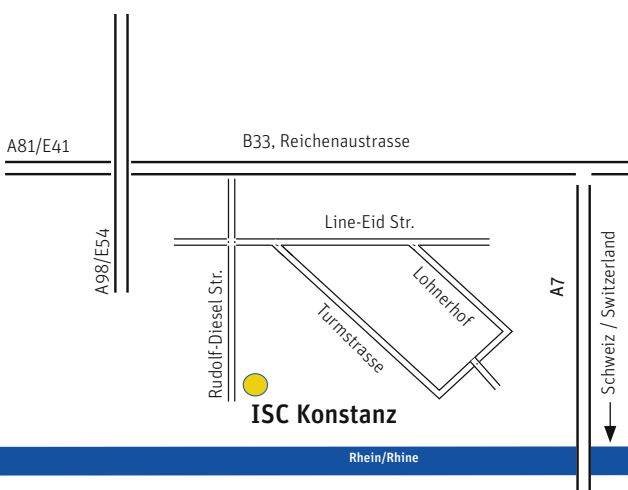 A81/E41
B33, Reichenaustrasse
A98/E54
Line-Eid Str.
Rudolf-Diesel Str.
Turmstrasse
Lohnerhof
A7
Schweiz / Switzerland
ISC Konstanz
Rhein/Rhine